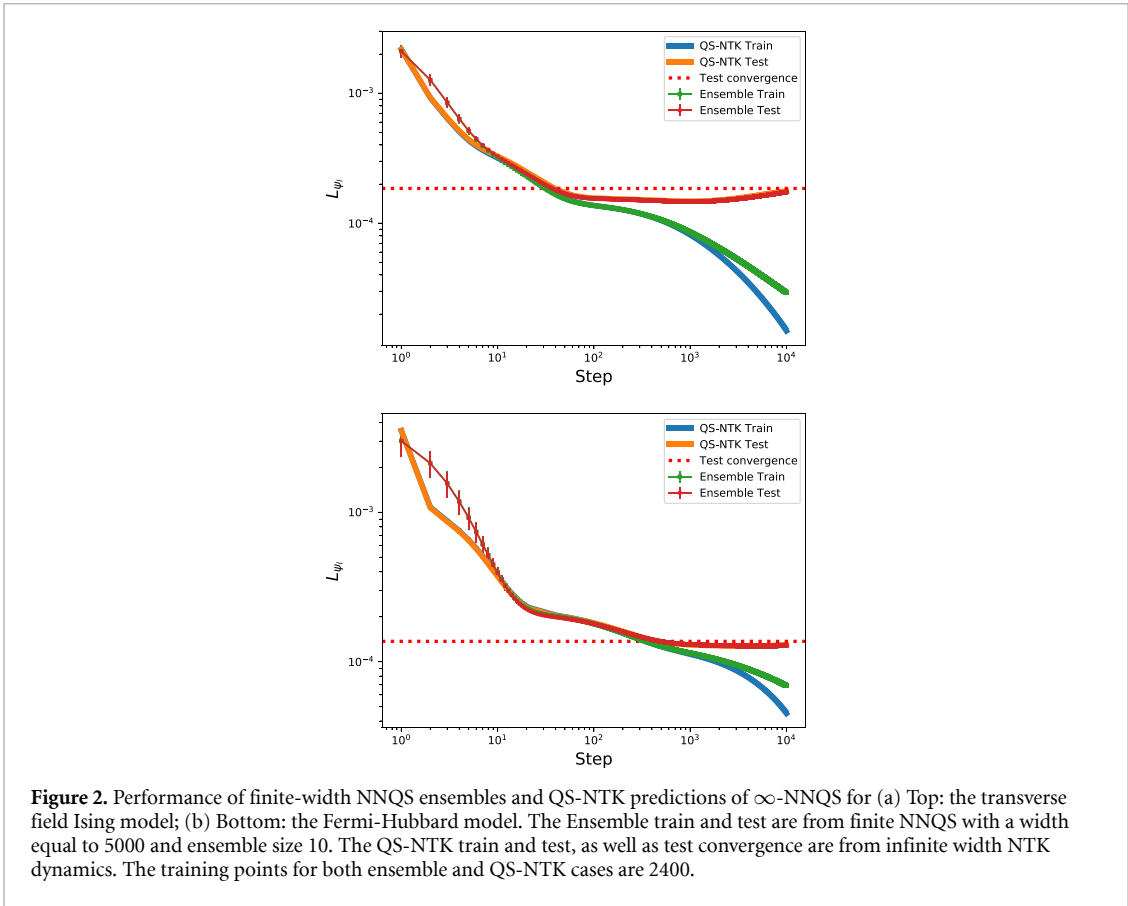 10⁻³
10⁻⁴
L_{ψ_I}
QS-NTK Train
QS-NTK Test
Test convergence
Ensemble Train
Ensemble Test
10⁰ 10¹ 10² 10³ 10⁴
Step
10⁻³
10⁻⁴
L_{ψ_I}
QS-NTK Train
QS-NTK Test
Test convergence
Ensemble Train
Ensemble Test
10⁰ 10¹ 10² 10³ 10⁴
Step
Figure 2. Performance of finite-width NNQS ensembles and QS-NTK predictions of ∞-NNQS for (a) Top: the transverse
field Ising model; (b) Bottom: the Fermi-Hubbard model. The Ensemble train and test are from finite NNQS with a width
equal to 5000 and ensemble size 10. The QS-NTK train and test, as well as test convergence are from infinite width NTK
dynamics. The training points for both ensemble and QS-NTK cases are 2400.